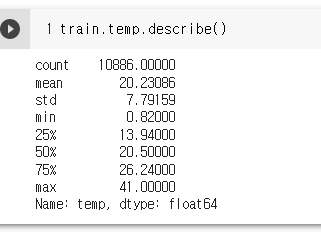 1 train.temp.describe()
count    10886.00000
mean        20.23086
std          7.79159
min          0.82000
25%         13.94000
50%         20.50000
75%         26.24000
max         41.00000
Name: temp, dtype: float64